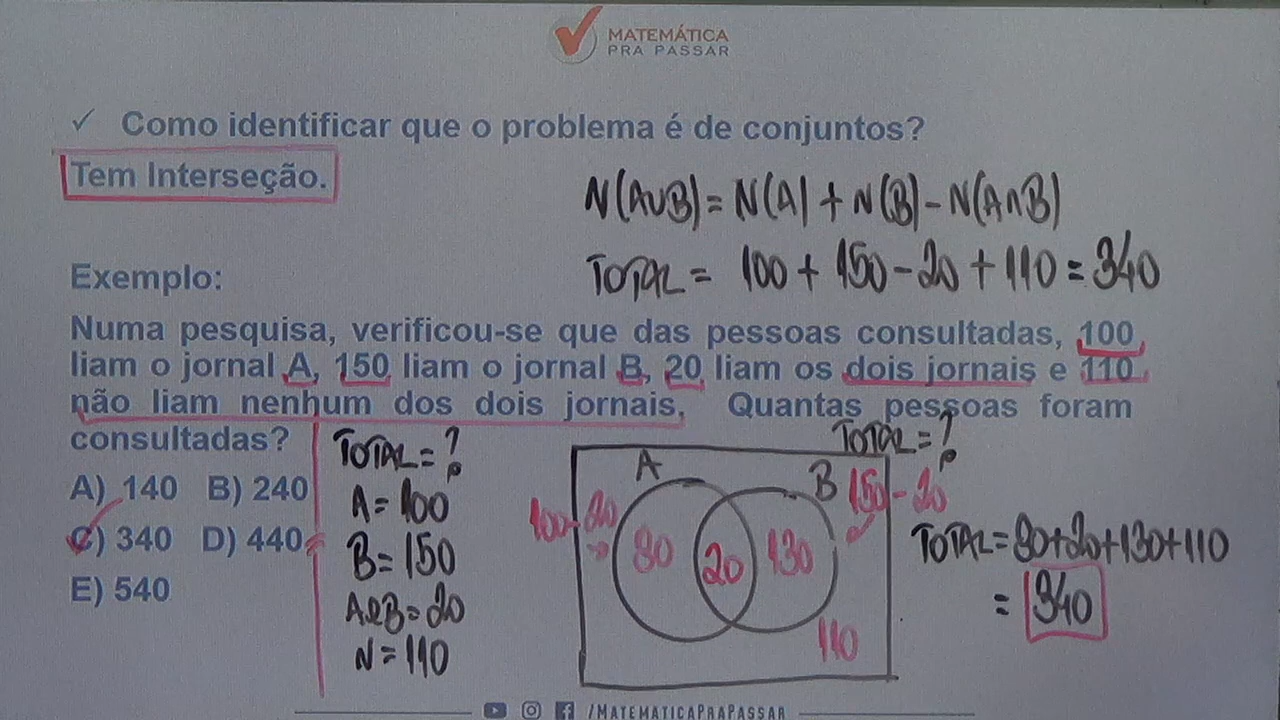 MATEMÁTICA
PRA PASSAR
✓ Como identificar que o problema é de conjuntos?
Tem Interseção.
N(A∪B) = N(A) + N(B) - N(A∩B)
TOTAL = 100 + 150 - 20 + 110 = 340
Exemplo:
Numa pesquisa, verificou-se que das pessoas consultadas, 100
liam o jornal A, 150 liam o jornal B, 20 liam os dois jornais e 110
não liam nenhum dos dois jornais. Quantas pessoas foram
consultadas?
A) 140 B) 240
C) 340 D) 440
E) 540
TOTAL = ?
A = 100
B = 150
A e B = 20
N = 110
TOTAL = ?
A
B
150 - 20
100 - 20
80
20
130
110
TOTAL = 80+20+130+110
= 340
/MATEMATICAPRAPASSAR